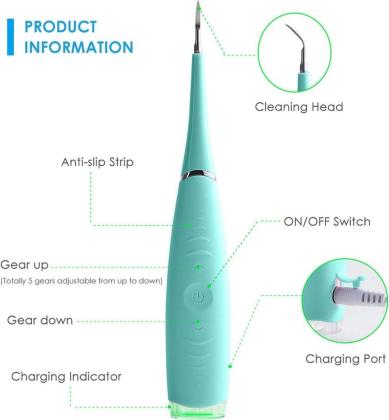 PRODUCT
INFORMATION
Cleaning Head
Anti-slip Strip
ON/OFF Switch
Gear up
(Totally 5 gears adjustable from up to down)
Gear down
Charging Port
Charging Indicator